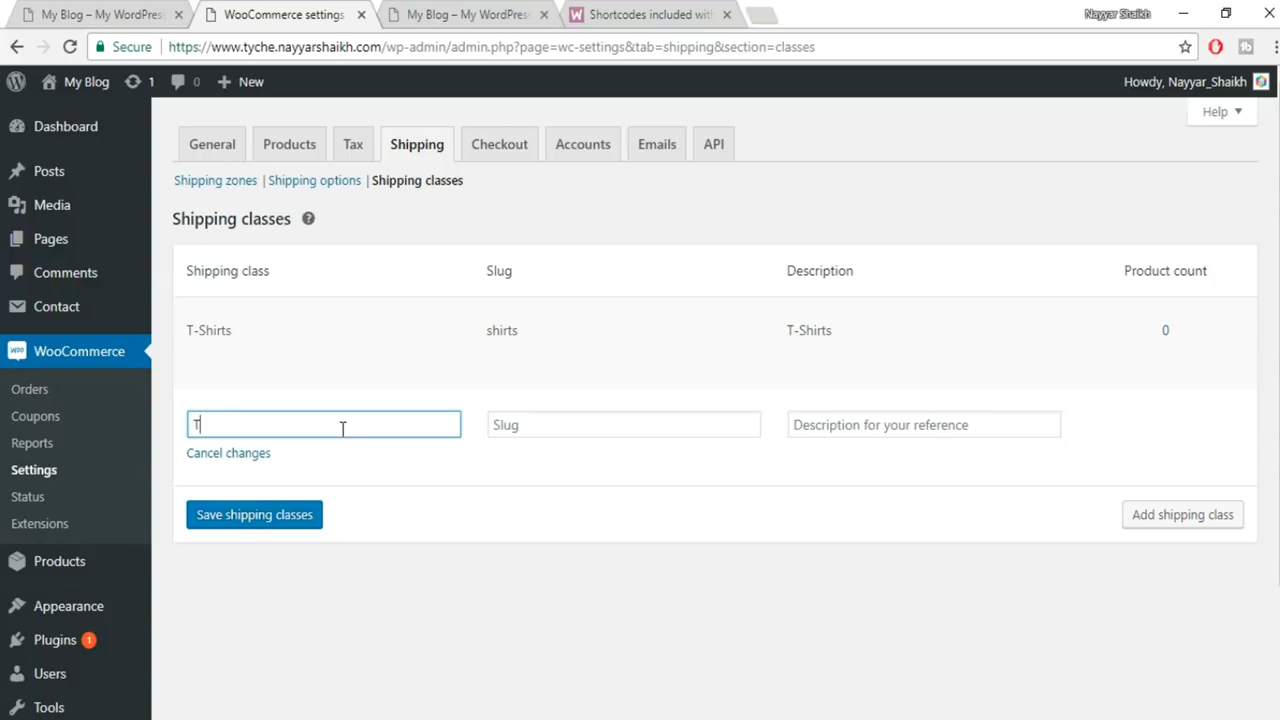 My Blog – My WordPres
WooCommerce settings
My Blog – My WordPres
Shortcodes included wit
Nayyar Shaikh
Secure
https://www.tyche.nayyarshaikh.com/wp-admin/admin.php?page=wc-settings&tab=shipping&section=classes
My Blog
1
0
New
Howdy, Nayyar_Shaikh
Help
Dashboard
Posts
Media
Pages
Comments
Contact
WooCommerce
Orders
Coupons
Reports
Settings
Status
Extensions
Products
Appearance
Plugins 1
Users
Tools
General
Products
Tax
Shipping
Checkout
Accounts
Emails
API
Shipping zones | Shipping options | Shipping classes
Shipping classes ?
Shipping class Slug Description Product count
T-Shirts shirts T-Shirts 0
T Slug Description for your reference
Cancel changes
Save shipping classes Add shipping class